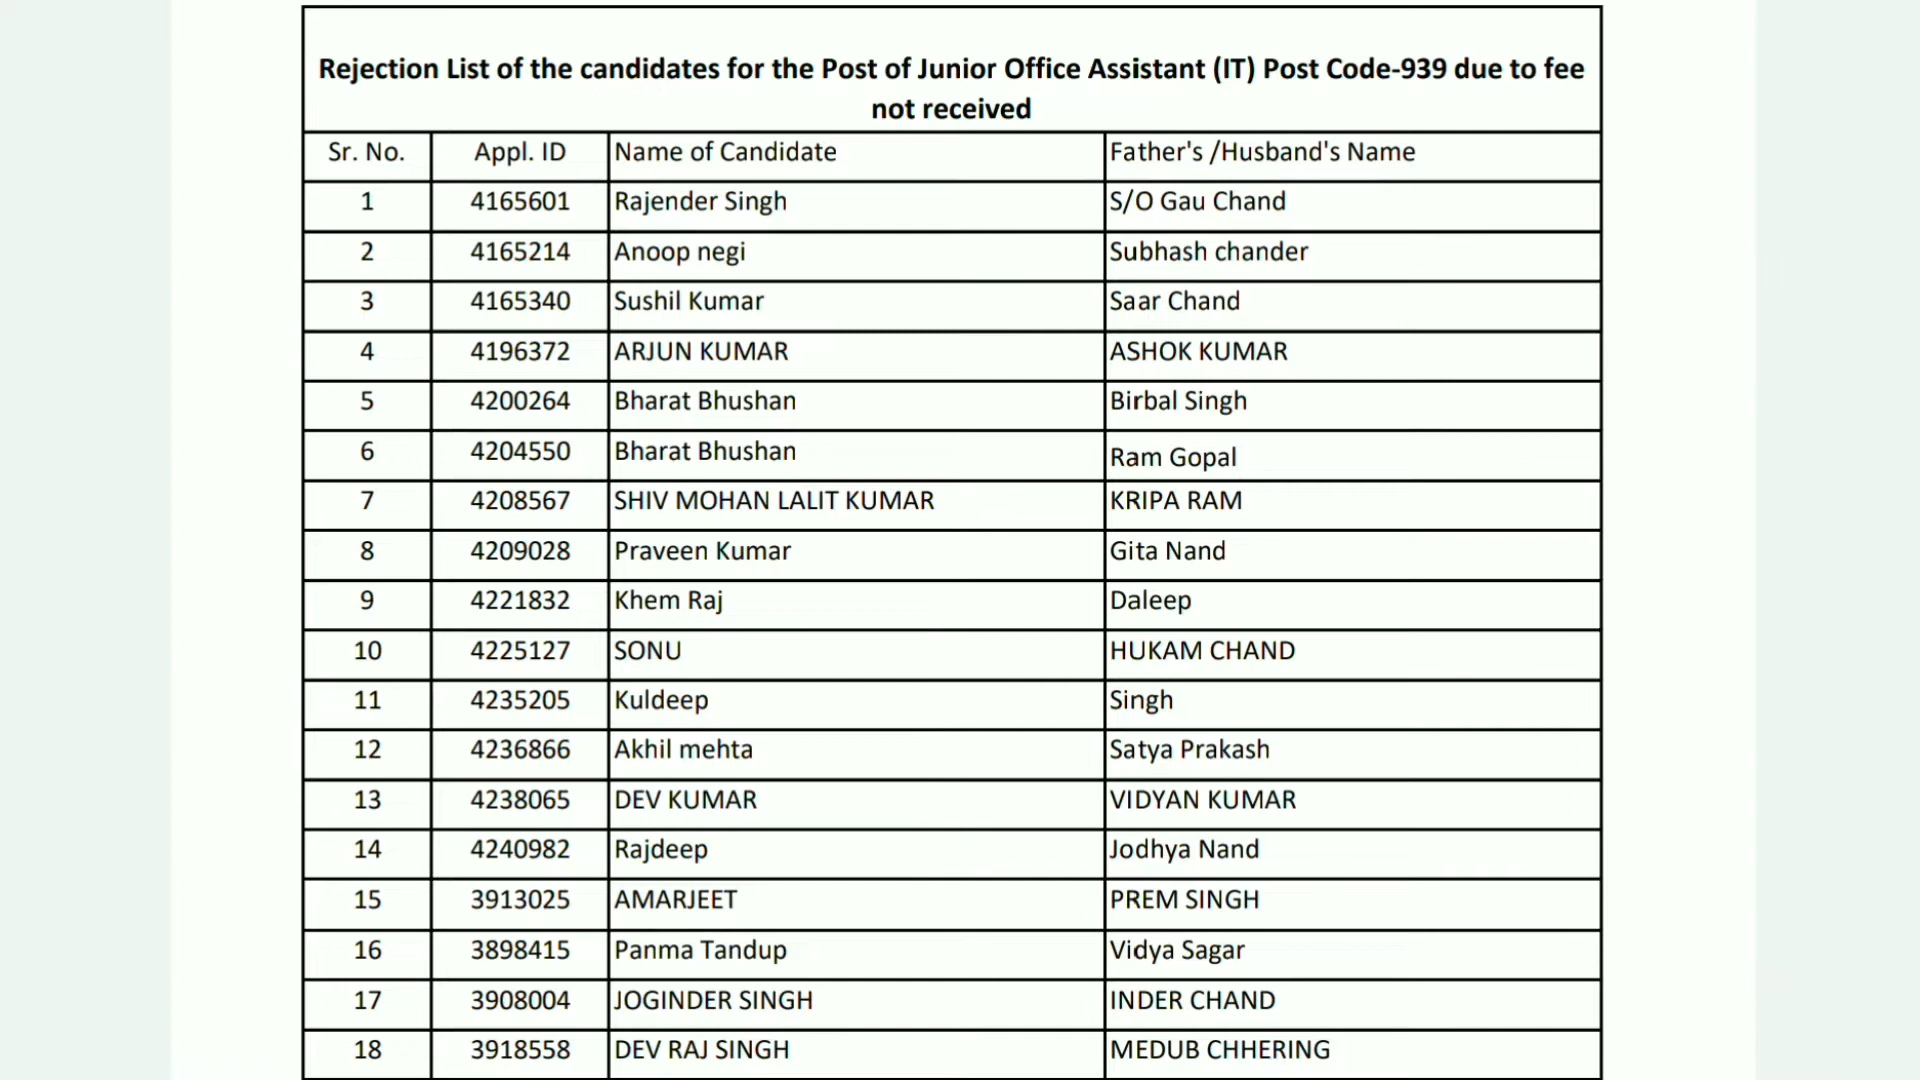 Rejection List of the candidates for the Post of Junior Office Assistant (IT) Post Code-939 due to fee
not received
Sr. No. Appl. ID Name of Candidate Father's /Husband's Name
1 4165601 Rajender Singh S/O Gau Chand
2 4165214 Anoop negi Subhash chander
3 4165340 Sushil Kumar Saar Chand
4 4196372 ARJUN KUMAR ASHOK KUMAR
5 4200264 Bharat Bhushan Birbal Singh
6 4204550 Bharat Bhushan Ram Gopal
7 4208567 SHIV MOHAN LALIT KUMAR KRIPA RAM
8 4209028 Praveen Kumar Gita Nand
9 4221832 Khem Raj Daleep
10 4225127 SONU HUKAM CHAND
11 4235205 Kuldeep Singh
12 4236866 Akhil mehta Satya Prakash
13 4238065 DEV KUMAR VIDYAN KUMAR
14 4240982 Rajdeep Jodhya Nand
15 3913025 AMARJEET PREM SINGH
16 3898415 Panma Tandup Vidya Sagar
17 3908004 JOGINDER SINGH INDER CHAND
18 3918558 DEV RAJ SINGH MEDUB CHHERING